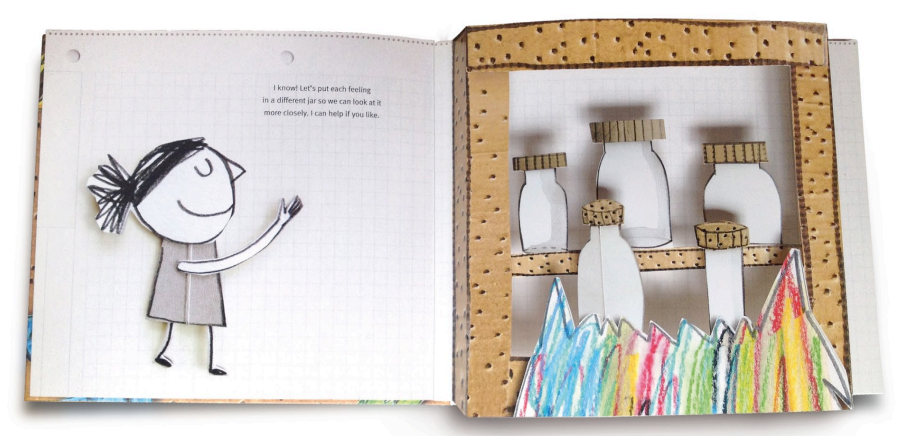 I know! Let's put each feeling
in a different jar so we can look at it
more closely. I can help if you like.